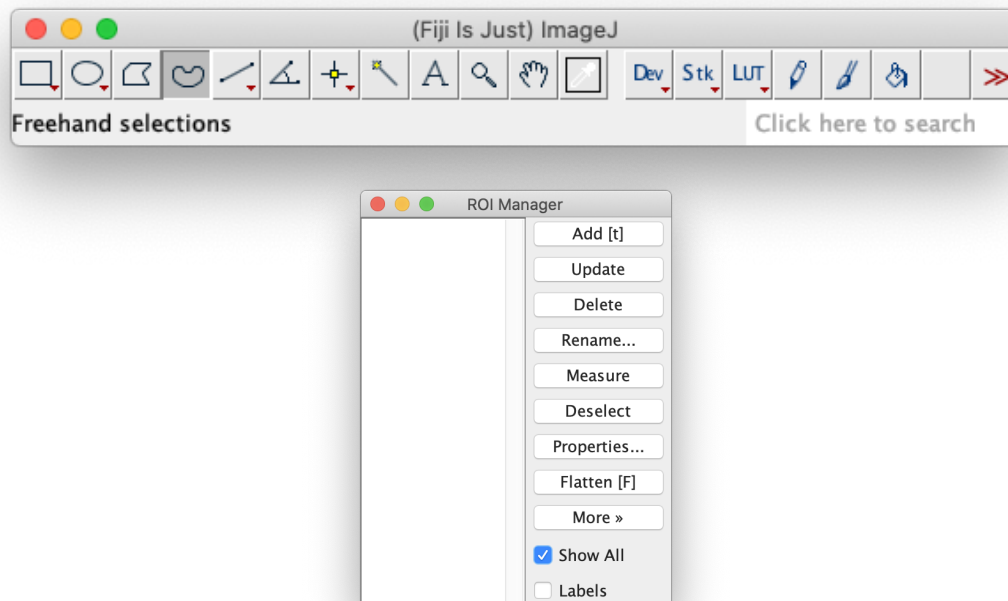 (Fiji Is Just) ImageJ
A Dev Stk LUT
Freehand selections Click here to search
ROI Manager
Add [t]
Update
Delete
Rename...
Measure
Deselect
Properties...
Flatten [F]
More »
Show All
Labels